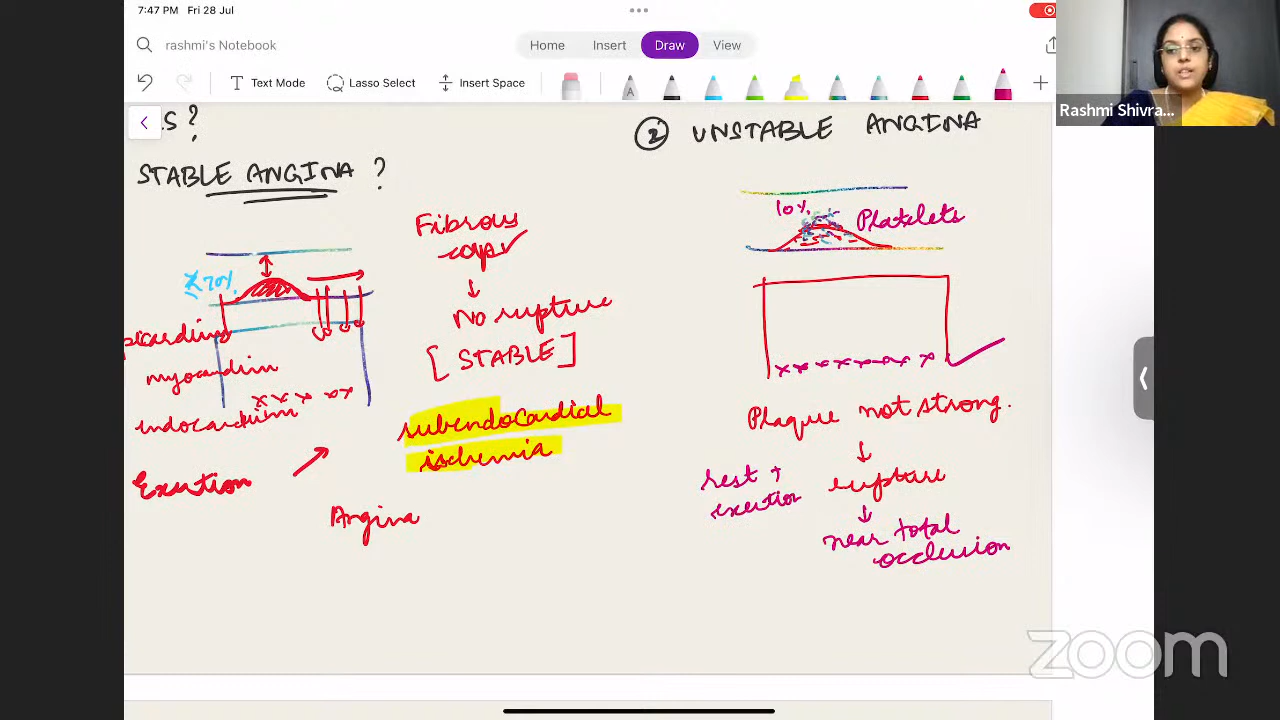 7:47 PM Fri 28 Jul
rashmi's Notebook
Home Insert Draw View
Text Mode Lasso Select Insert Space
Rashmi Shivra...
S?
STABLE ANGINA ?
70%
picardium
myocardium
endocardium
Exertion
Angina
Fibrous
cap
No rupture
[STABLE]
subendocardial
ischemia
2 UNSTABLE ANGINA
10%
Platelets
Plaque not strong.
rupture
near total
occlusion
rest +
exertion
zoom